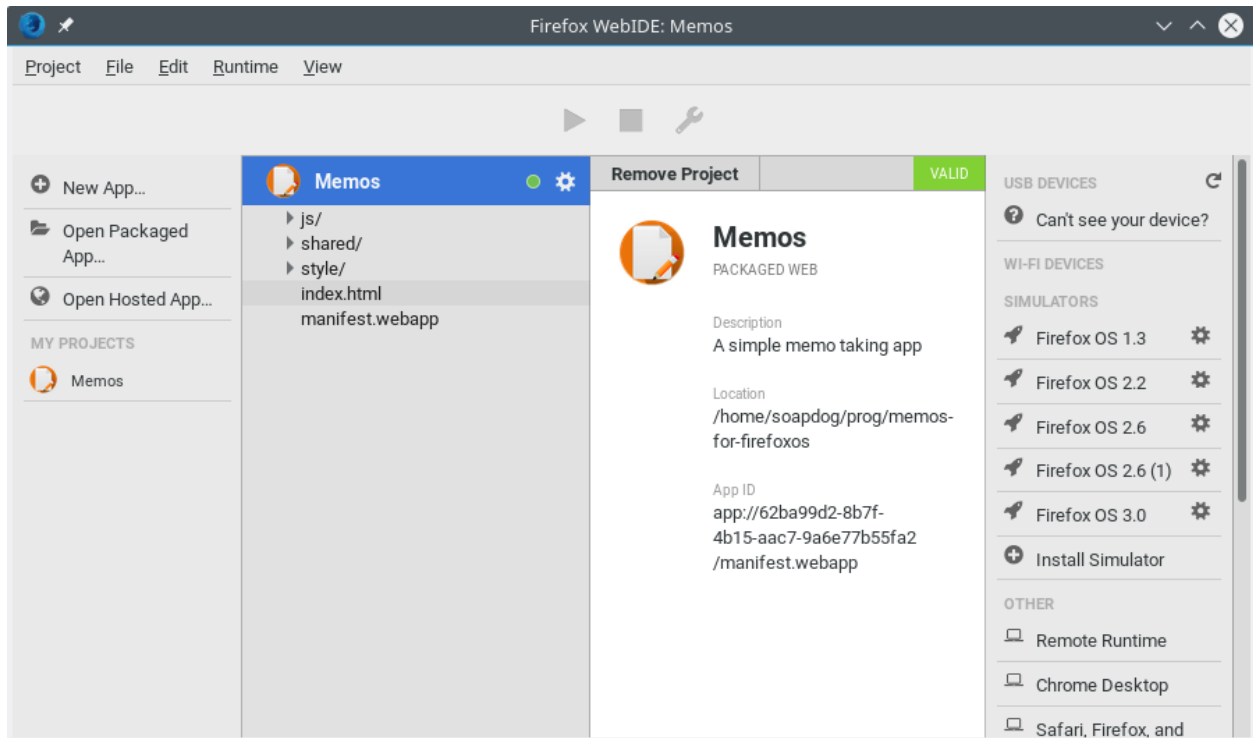 Firefox WebIDE: Memos
Project File Edit Runtime View
New App...
Open Packaged
App...
Open Hosted App...
MY PROJECTS
Memos
Memos
js/
shared/
style/
index.html
manifest.webapp
Remove Project
VALID
Memos
PACKAGED WEB
Description
A simple memo taking app
Location
/home/soapdog/prog/memos-
for-firefoxos
App ID
app://62ba99d2-8b7f-
4b15-aac7-9a6e77b55fa2
/manifest.webapp
USB DEVICES
Can't see your device?
WI-FI DEVICES
SIMULATORS
Firefox OS 1.3
Firefox OS 2.2
Firefox OS 2.6
Firefox OS 2.6 (1)
Firefox OS 3.0
Install Simulator
OTHER
Remote Runtime
Chrome Desktop
Safari, Firefox, and